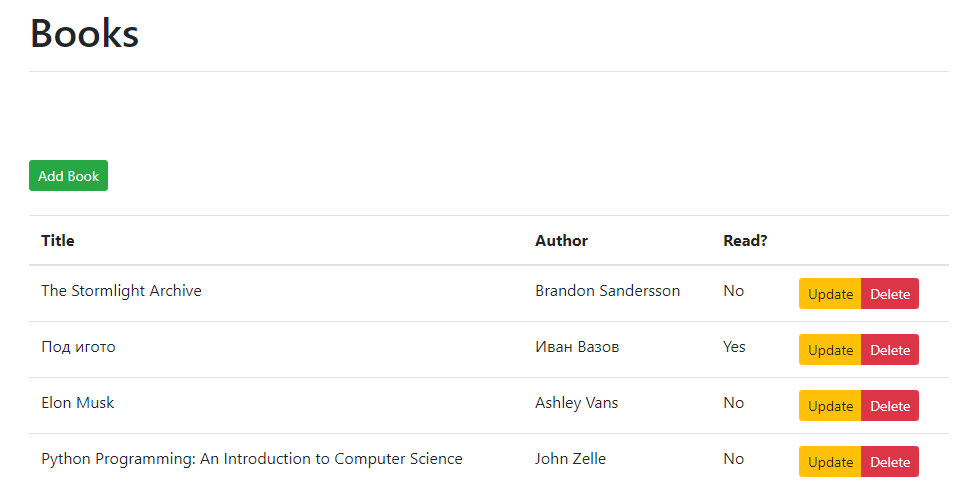 Books
Add Book
Title Author Read?
The Stormlight Archive Brandon Sandersson No Update Delete
Под игото Иван Вазов Yes Update Delete
Elon Musk Ashley Vans No Update Delete
Python Programming: An Introduction to Computer Science John Zelle No Update Delete